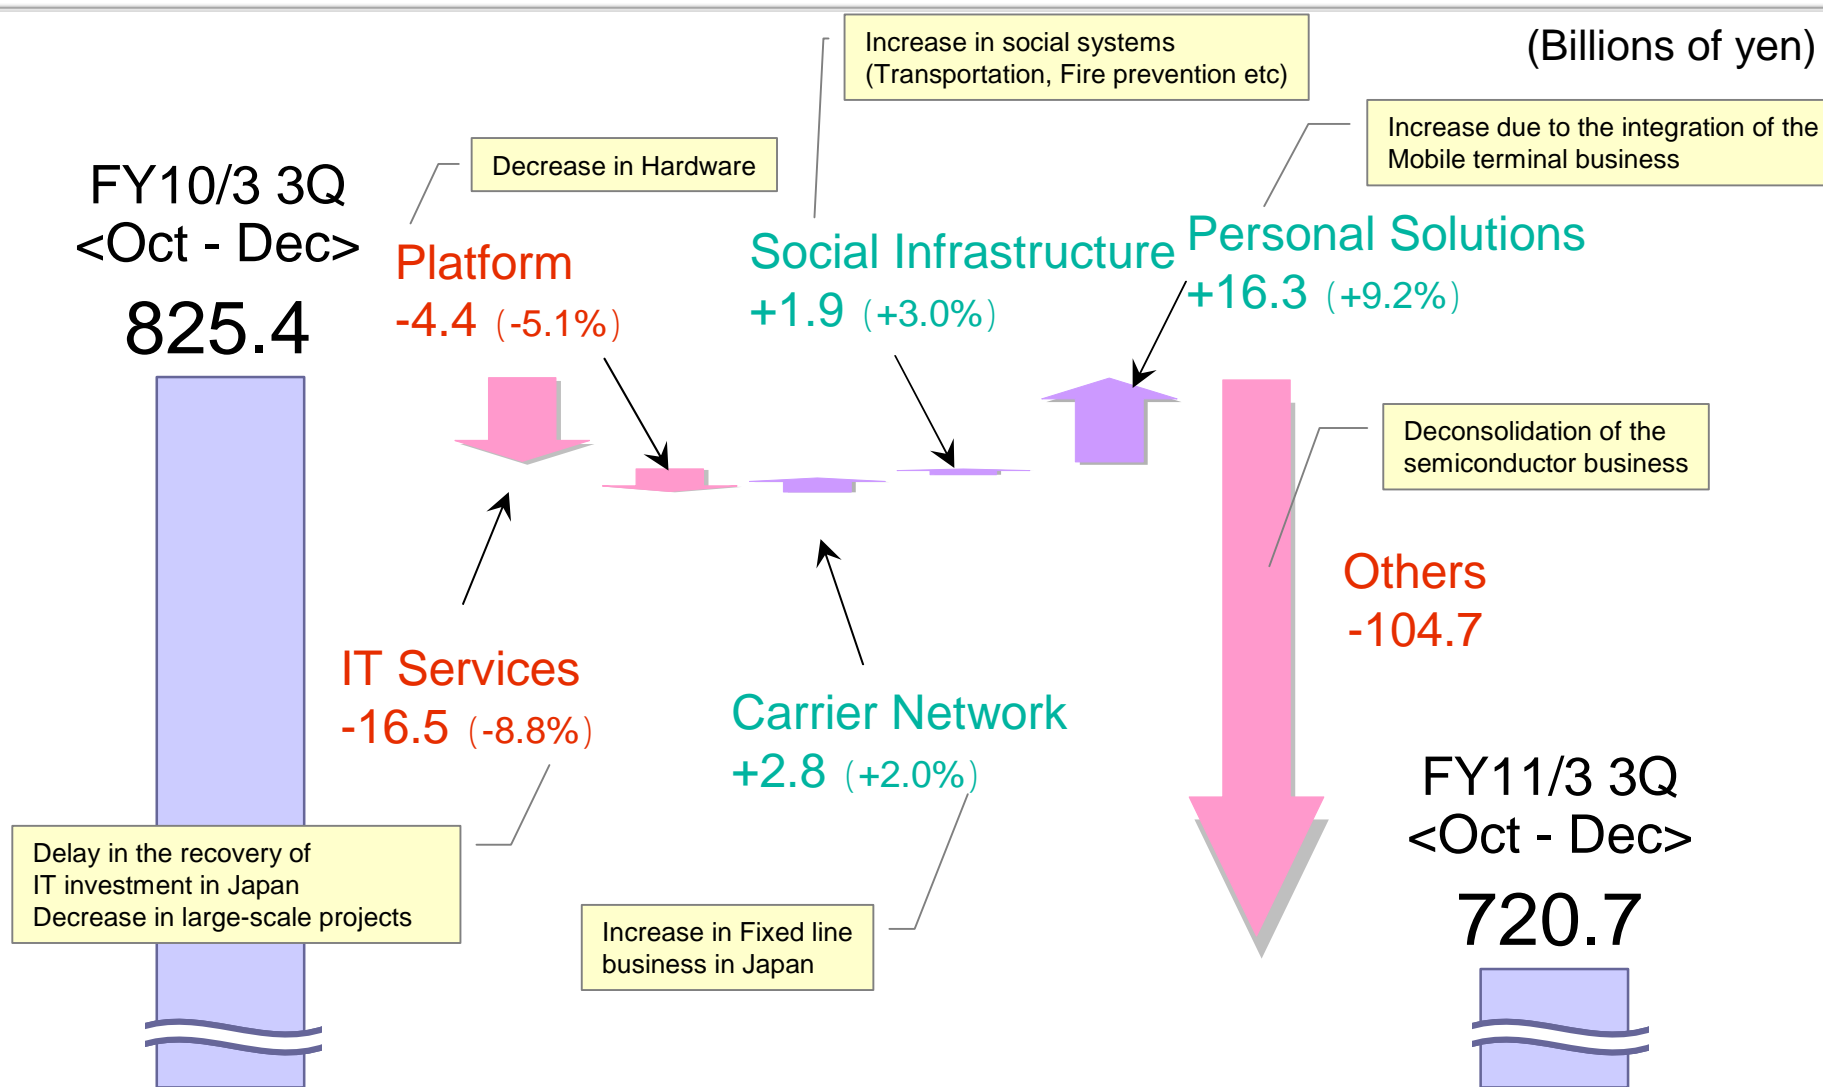 (Billions of yen)
Increase in social systems
(Transportation, Fire prevention etc)
Increase due to the integration of the
Mobile terminal business
Decrease in Hardware
FY10/3 3Q
<Oct - Dec>
825.4
Platform
-4.4 (-5.1%)
Social Infrastructure
+1.9 (+3.0%)
Personal Solutions
+16.3 (+9.2%)
Deconsolidation of the
semiconductor business
Others
-104.7
IT Services
-16.5 (-8.8%)
Carrier Network
+2.8 (+2.0%)
FY11/3 3Q
<Oct - Dec>
720.7
Delay in the recovery of
IT investment in Japan
Decrease in large-scale projects
Increase in Fixed line
business in Japan